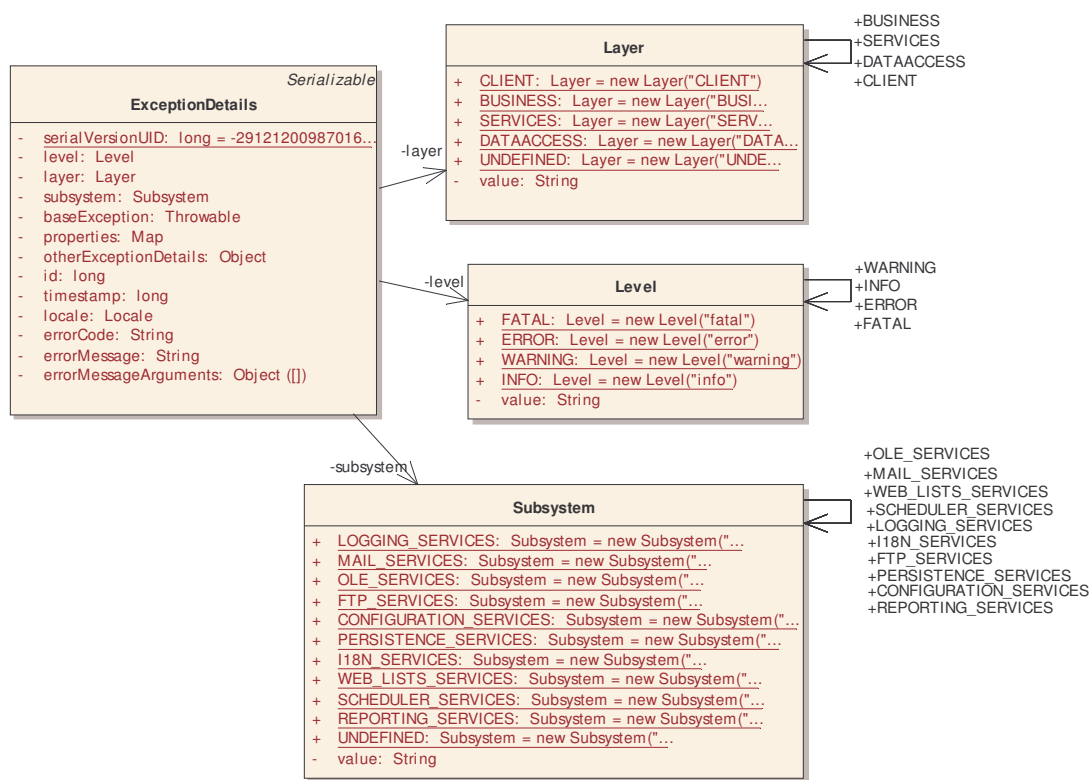 Serializable
ExceptionDetails
- serialVersionUID: long = -29121200987016...
- level: Level
- layer: Layer
- subsystem: Subsystem
- baseException: Throwable
- properties: Map
- otherExceptionDetails: Object
- id: long
- timestamp: long
- locale: Locale
- errorCode: String
- errorMessage: String
- errorMessageArguments: Object ([])
-layer
Layer
+ CLIENT: Layer = new Layer("CLIENT")
+ BUSINESS: Layer = new Layer("BUSI...
+ SERVICES: Layer = new Layer("SERV...
+ DATAACCESS: Layer = new Layer("DATA...
+ UNDEFINED: Layer = new Layer("UNDE...
- value: String
+BUSINESS
+SERVICES
+DATAACCESS
+CLIENT
-level
Level
+ FATAL: Level = new Level("fatal")
+ ERROR: Level = new Level("error")
+ WARNING: Level = new Level("warning")
+ INFO: Level = new Level("info")
- value: String
+WARNING
+INFO
+ERROR
+FATAL
-subsystem
Subsystem
+ LOGGING_SERVICES: Subsystem = new Subsystem("...
+ MAIL_SERVICES: Subsystem = new Subsystem("...
+ OLE_SERVICES: Subsystem = new Subsystem("...
+ FTP_SERVICES: Subsystem = new Subsystem("...
+ CONFIGURATION_SERVICES: Subsystem = new Subsystem("...
+ PERSISTENCE_SERVICES: Subsystem = new Subsystem("...
+ I18N_SERVICES: Subsystem = new Subsystem("...
+ WEB_LISTS_SERVICES: Subsystem = new Subsystem("...
+ SCHEDULER_SERVICES: Subsystem = new Subsystem("...
+ REPORTING_SERVICES: Subsystem = new Subsystem("...
+ UNDEFINED: Subsystem = new Subsystem("...
- value: String
+OLE_SERVICES
+MAIL_SERVICES
+WEB_LISTS_SERVICES
+SCHEDULER_SERVICES
+LOGGING_SERVICES
+I18N_SERVICES
+FTP_SERVICES
+PERSISTENCE_SERVICES
+CONFIGURATION_SERVICES
+REPORTING_SERVICES